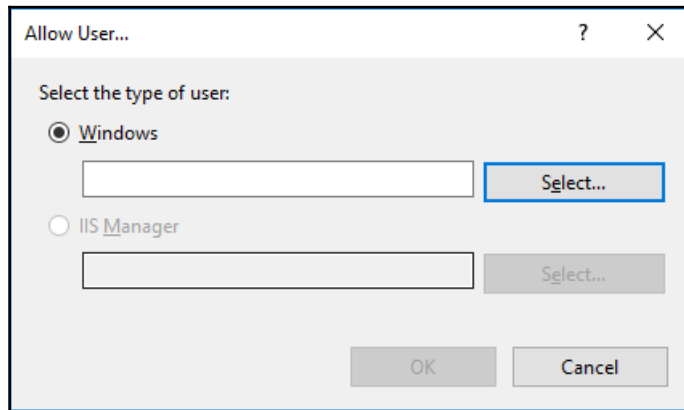 Allow User...
?
Select the type of user:
Windows
Select...
IIS Manager
Select...
OK
Cancel